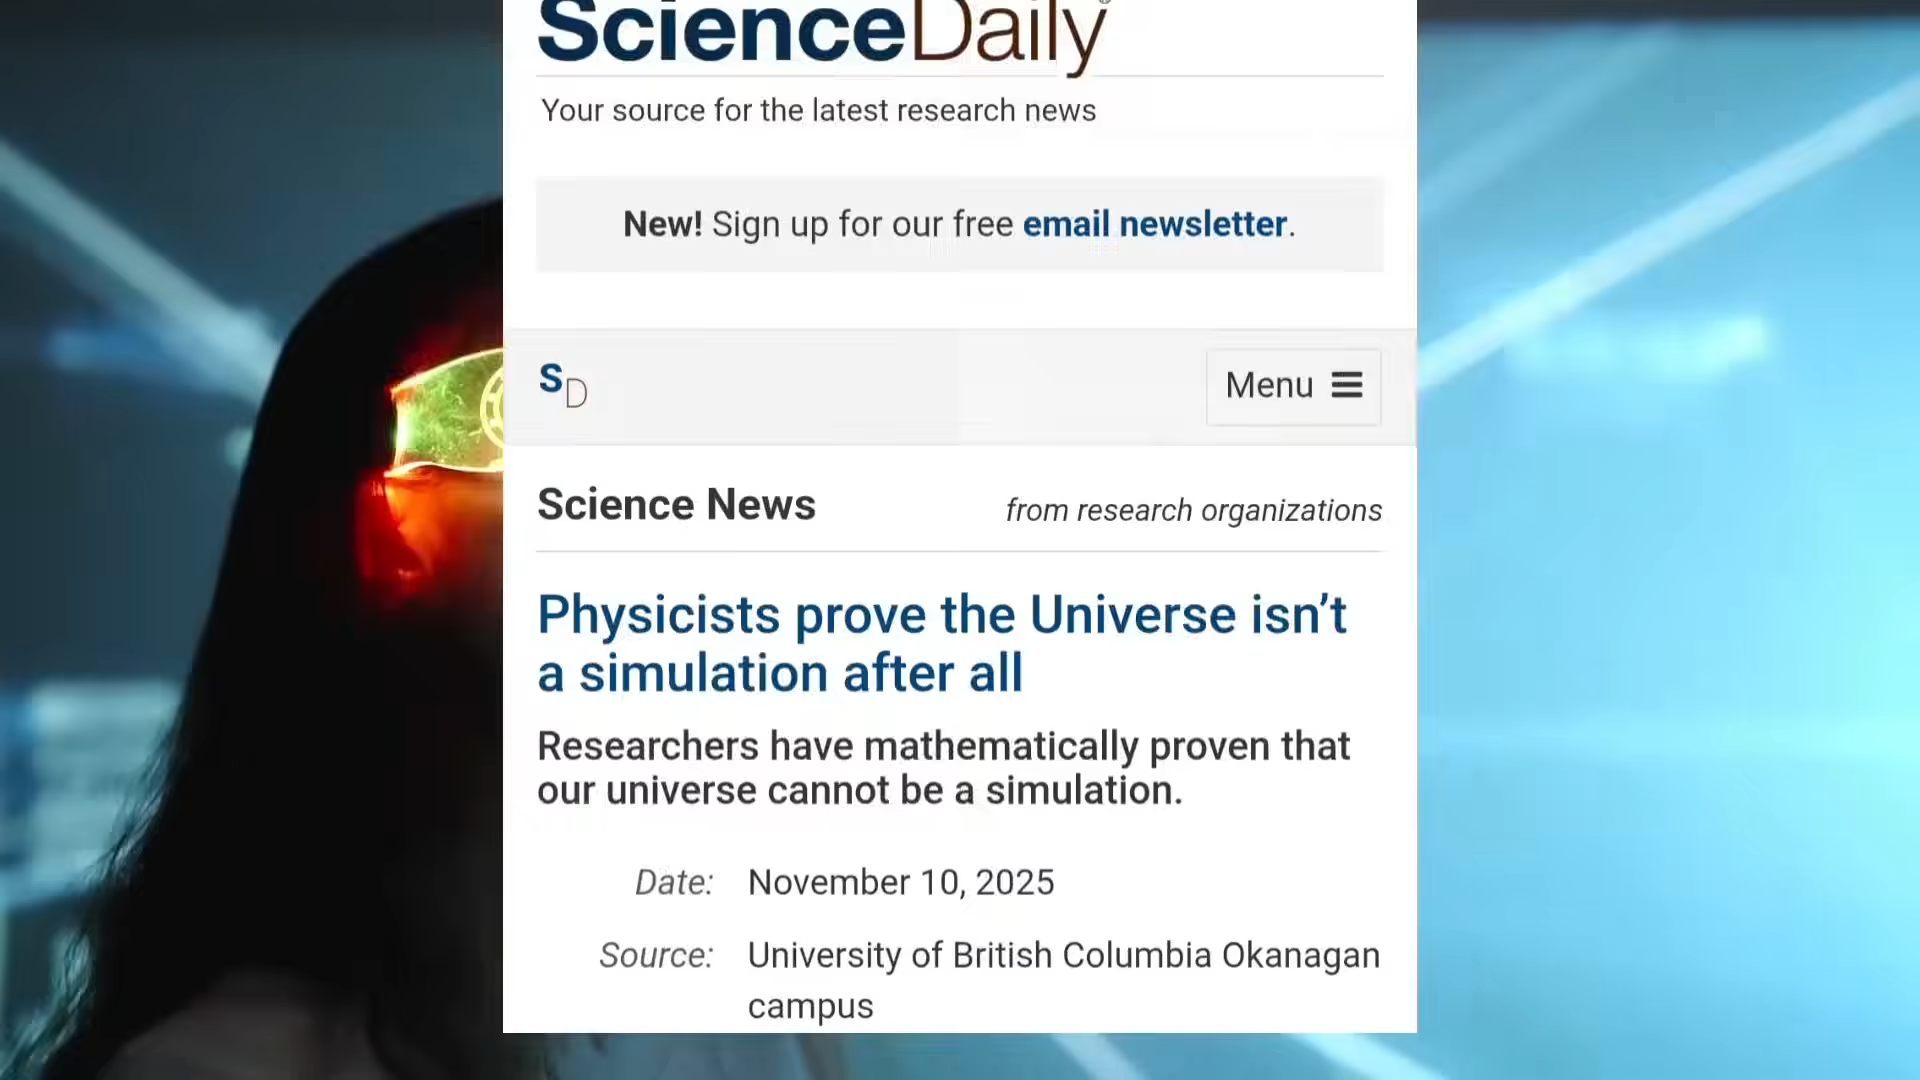 ScienceDaily
Your source for the latest research news
New! Sign up for our free email newsletter.
SD
Menu
Science News
from research organizations
Physicists prove the Universe isn’t
a simulation after all
Researchers have mathematically proven that
our universe cannot be a simulation.
Date: November 10, 2025
Source: University of British Columbia Okanagan
campus